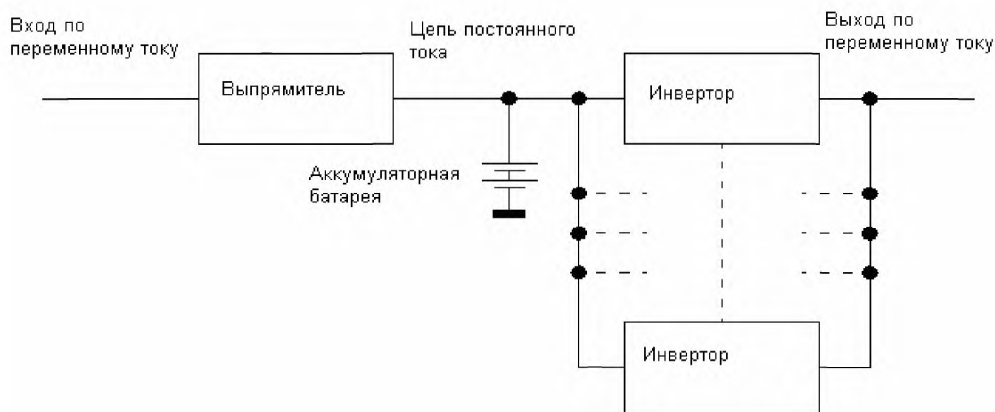 Вход по
переменному току
Выпрямитель
Цепь постоянного
тока
Аккумуляторная
батарея
Инвертор
Выход по
переменному току
Инвертор